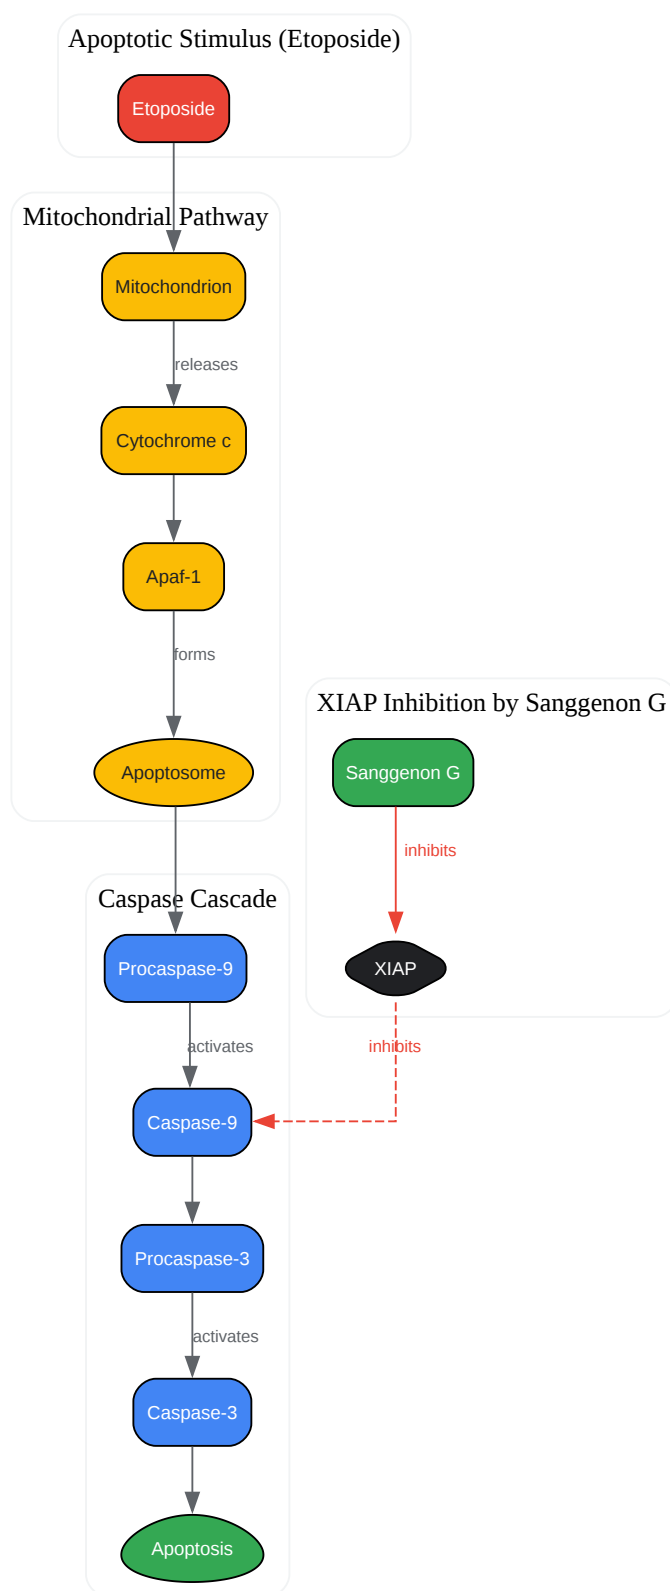 Apoptotic Stimulus (Etoposide)
Etoposide
Mitochondrial Pathway
Mitochondrion
releases
Cytochrome c
Apaf-1
forms
Apoptosome
XIAP Inhibition by Sanggenon G
Sanggenon G
inhibits
XIAP
inhibits
Caspase Cascade
Procaspase-9
activates
Caspase-9
Procaspase-3
activates
Caspase-3
Apoptosis